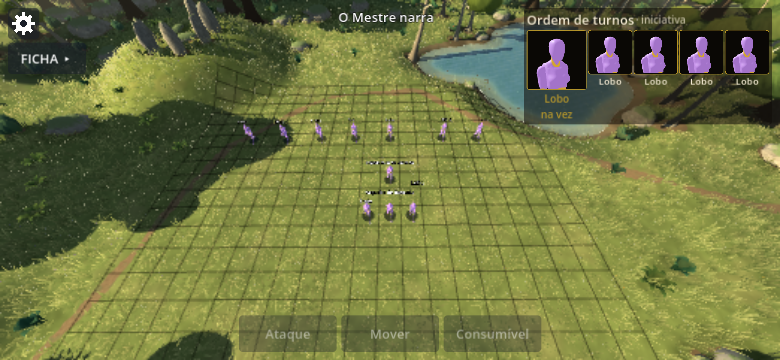 O Mestre narra
FICHA
Ordem de turnos iniciativa
Lobo
na vez
Lobo
Lobo
Lobo
Lobo
Ataque
Mover
Consumível